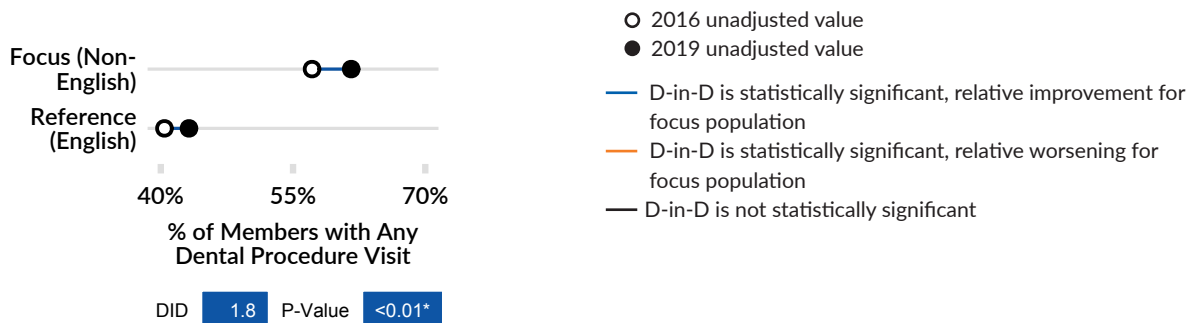 Focus (Non-
English)
Reference
(English)
40%
55%
70%
% of Members with Any
Dental Procedure Visit
DID 1.8 P-Value <0.01*
2016 unadjusted value
2019 unadjusted value
D-in-D is statistically significant, relative improvement for
focus population
D-in-D is statistically significant, relative worsening for
focus population
D-in-D is not statistically significant